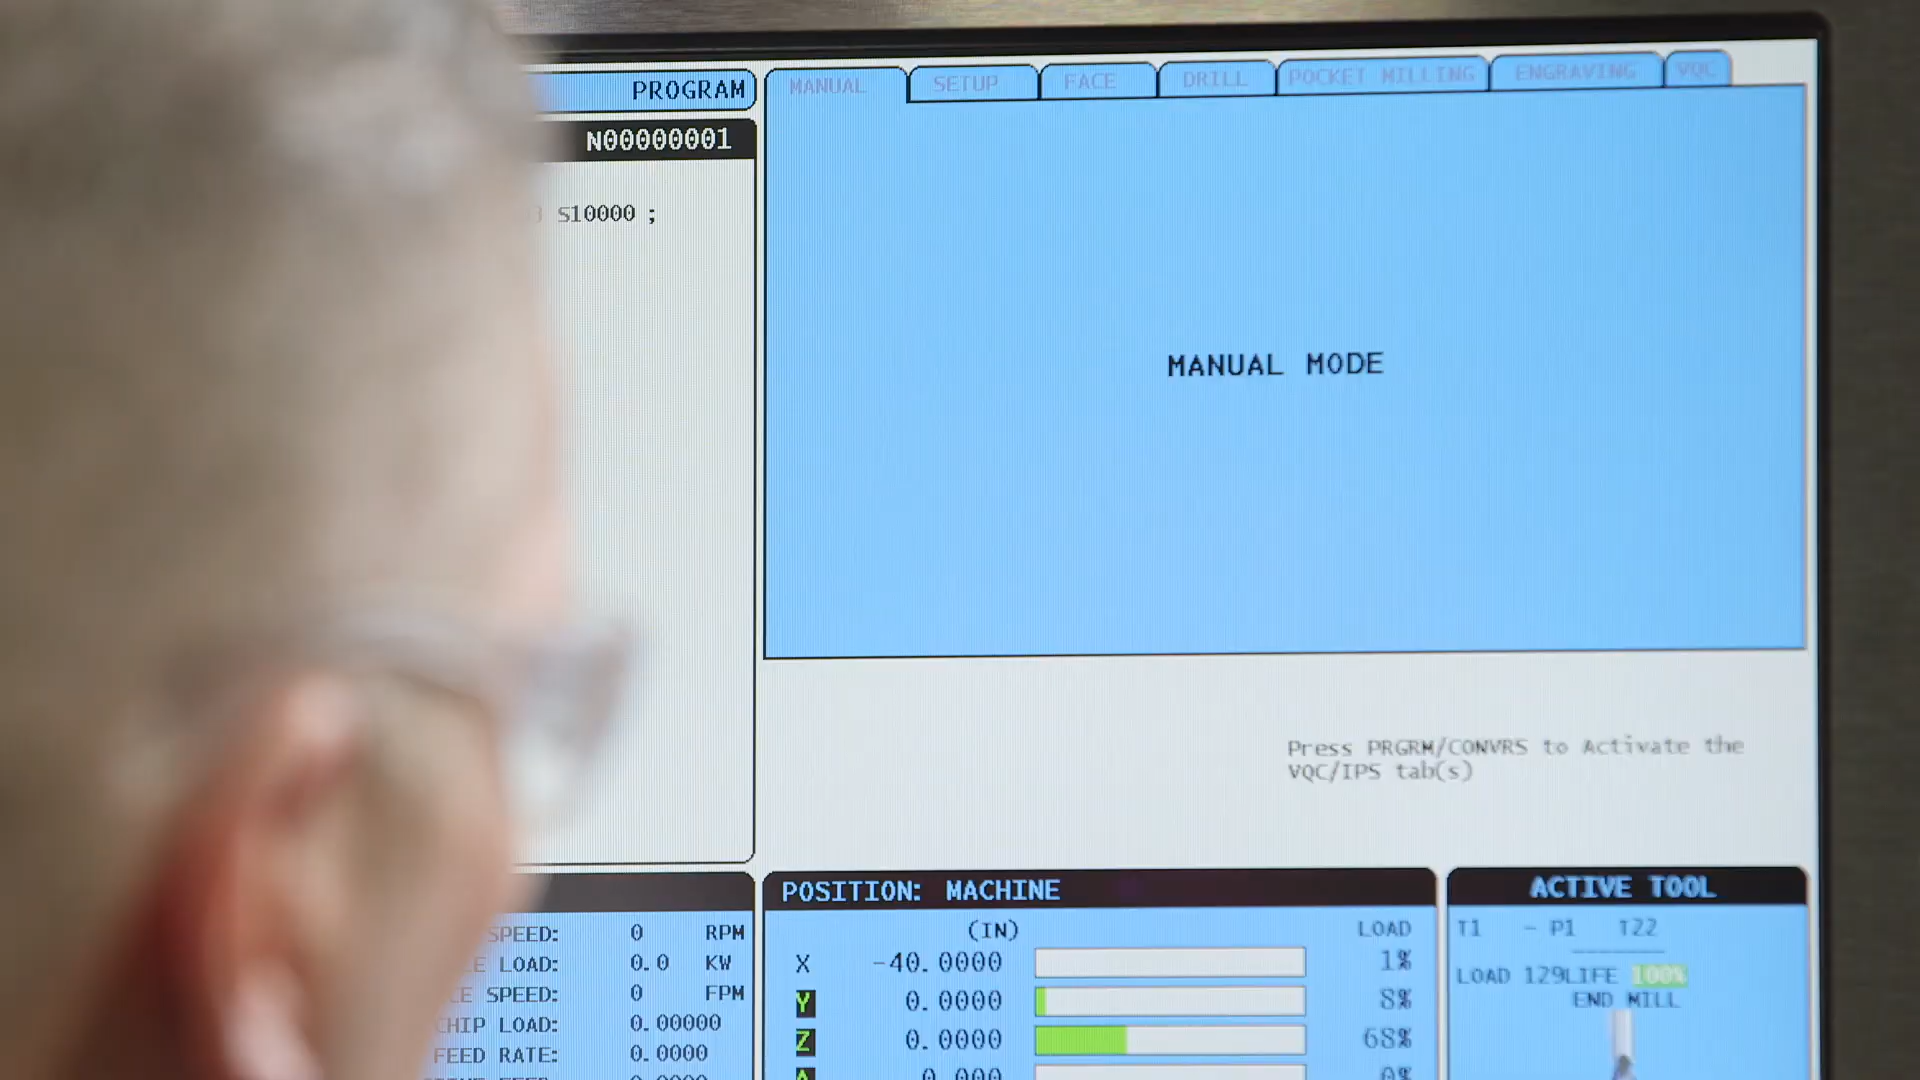 PROGRAM
N00000001
S10000 ;
MANUAL SETUP FACE DRILL POCKET MILLING ENGRAVING VQC
MANUAL MODE
Press PRGRM/CONVRS to Activate the
VQC/IPS tab(s)
SPEED: 0 RPM
LOAD: 0.0 KW
SPEED: 0 FPM
CHIP LOAD: 0.00000
FEED RATE: 0.0000
POSITION: MACHINE
(IN) LOAD
X -40.0000 1%
Y 0.0000 8%
Z 0.0000 68%
A 0.000 0%
ACTIVE TOOL
T1 - P1 T22
LOAD 129LIFE 100%
END MILL